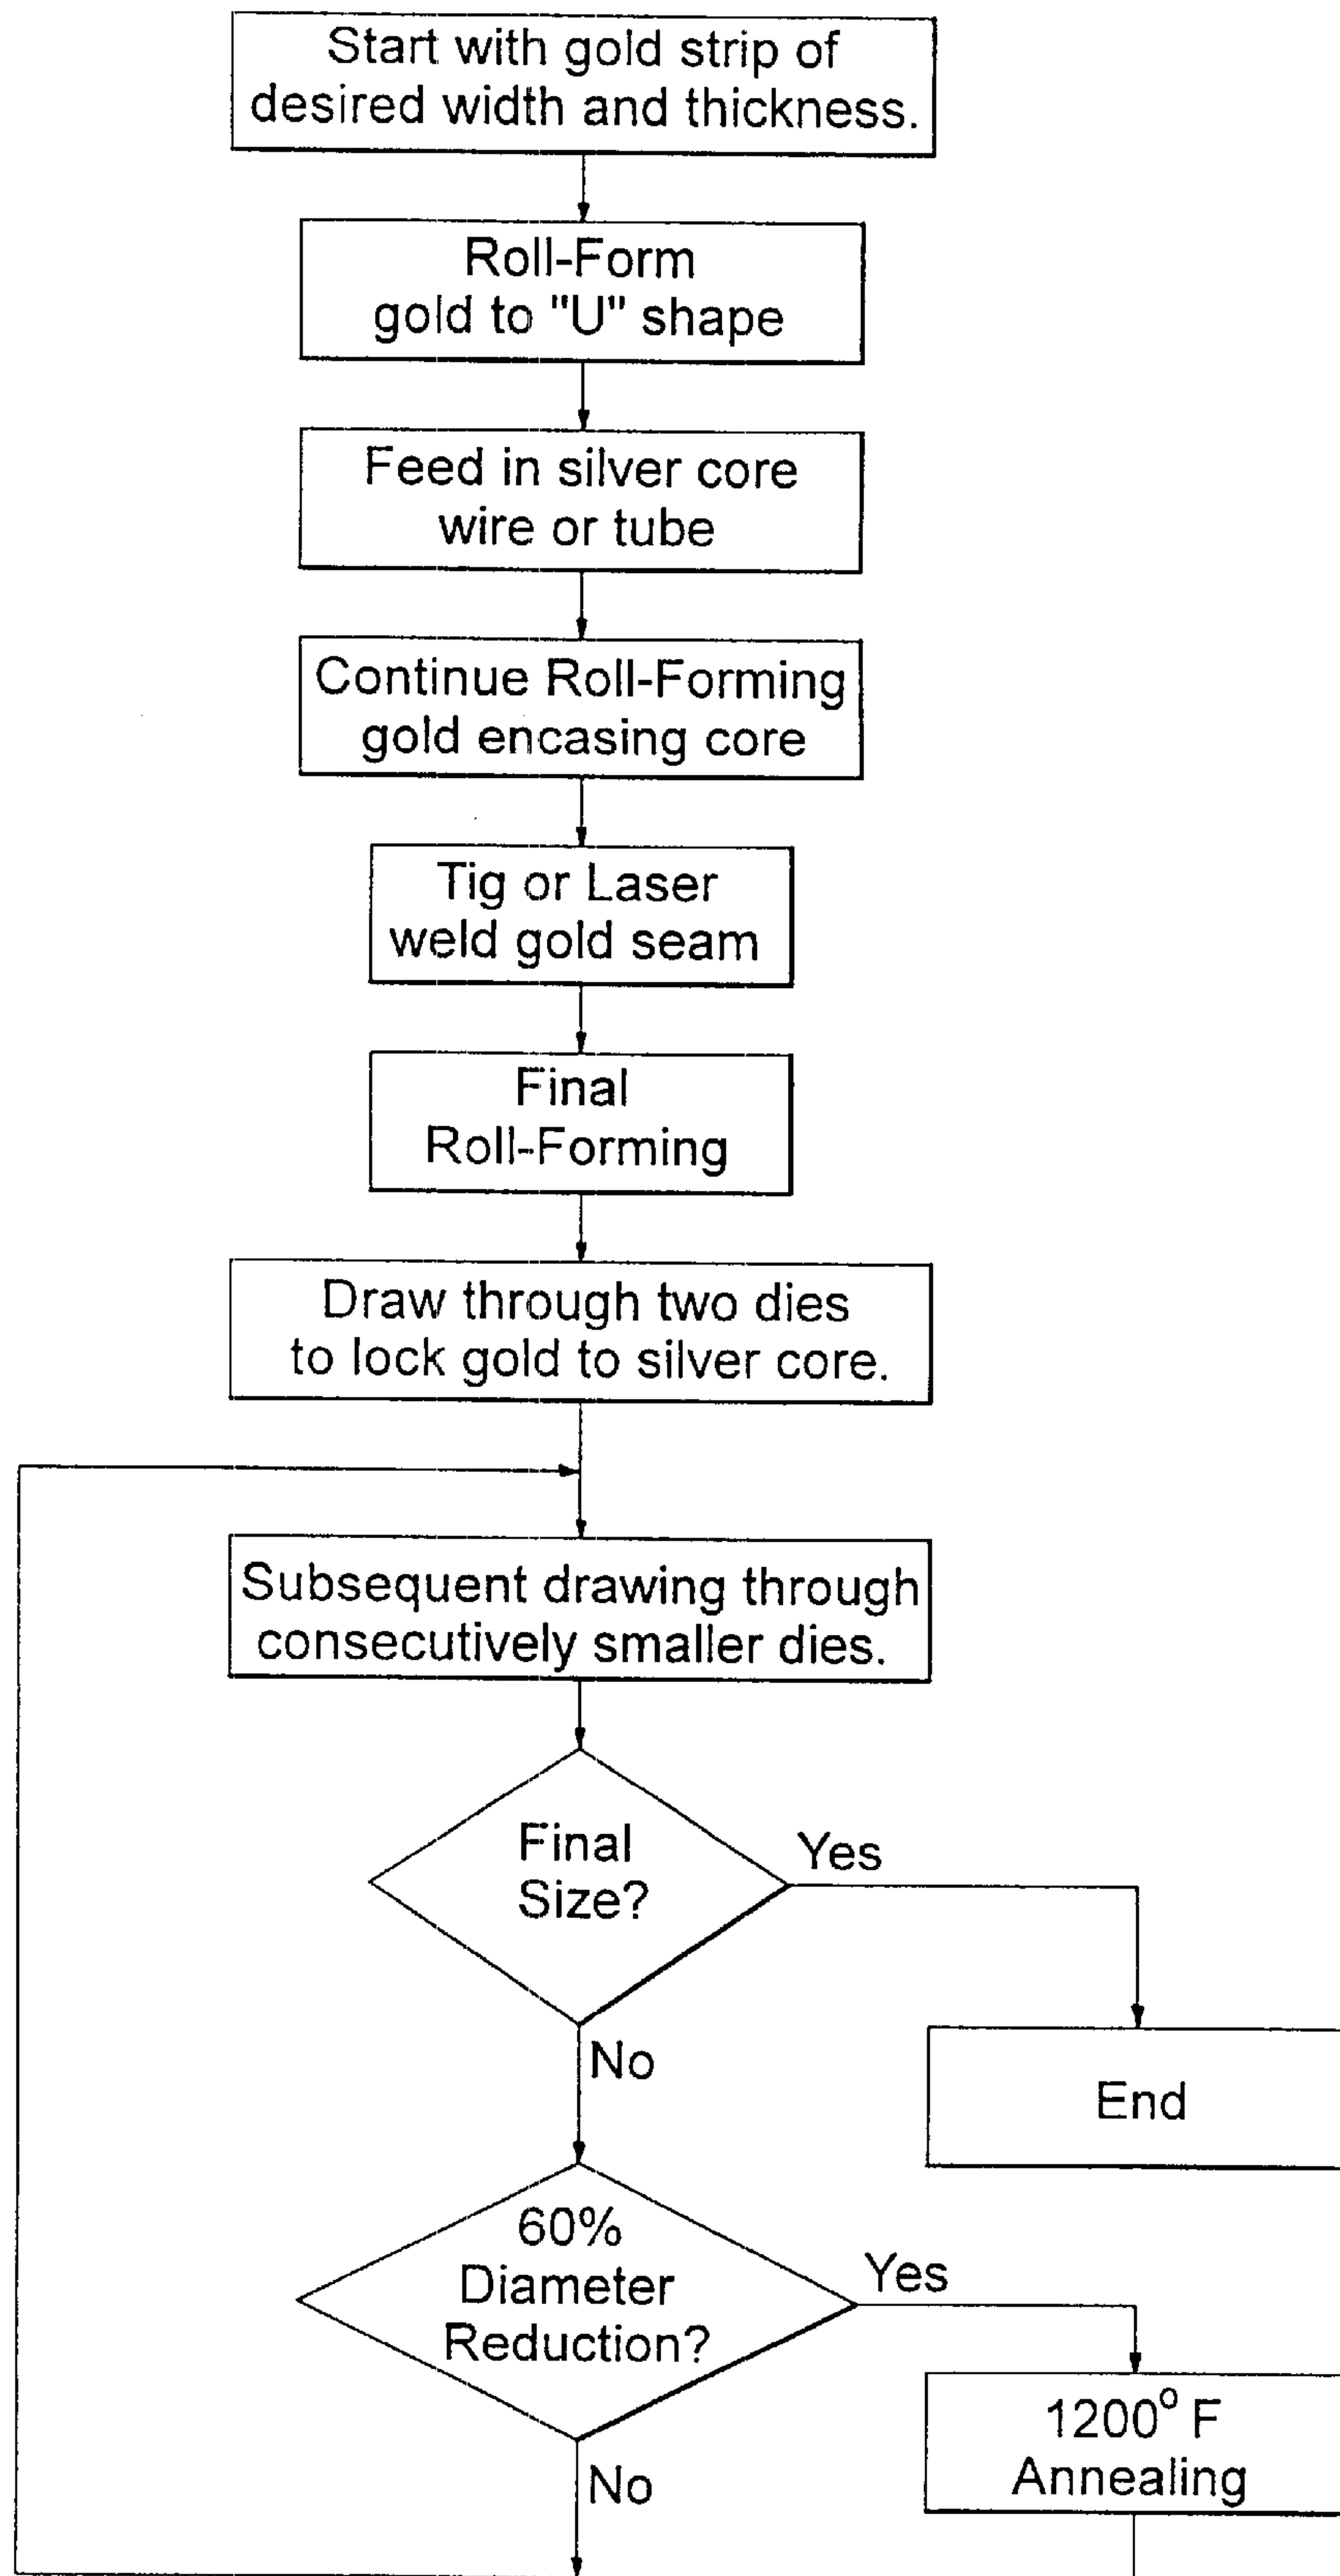 Start with gold strip of
desired width and thickness.
Roll-Form
gold to "U" shape
Feed in silver core
wire or tube
Continue Roll-Forming
gold encasing core
Tig or Laser
weld gold seam
Final
Roll-Forming
Draw through two dies
to lock gold to silver core.
Subsequent drawing through
consecutively smaller dies.
Final
Size?
Yes
No
End
60%
Diameter
Reduction?
Yes
No
1200° F
Annealing